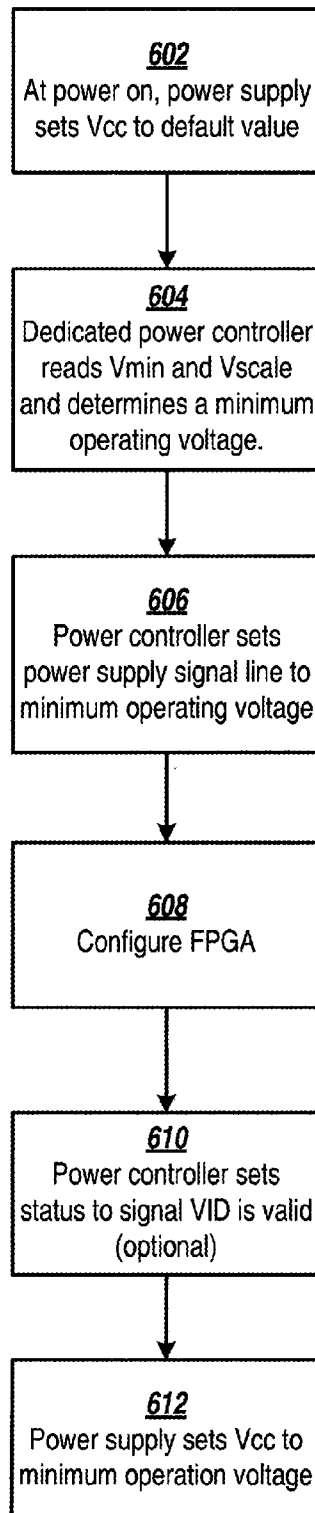 602
At power on, power supply
sets Vcc to default value
604
Dedicated power controller
reads Vmin and Vscale
and determines a minimum
operating voltage.
606
Power controller sets
power supply signal line to
minimum operating voltage
608
Configure FPGA
610
Power controller sets
status to signal VID is valid
(optional)
612
Power supply sets Vcc to
minimum operation voltage